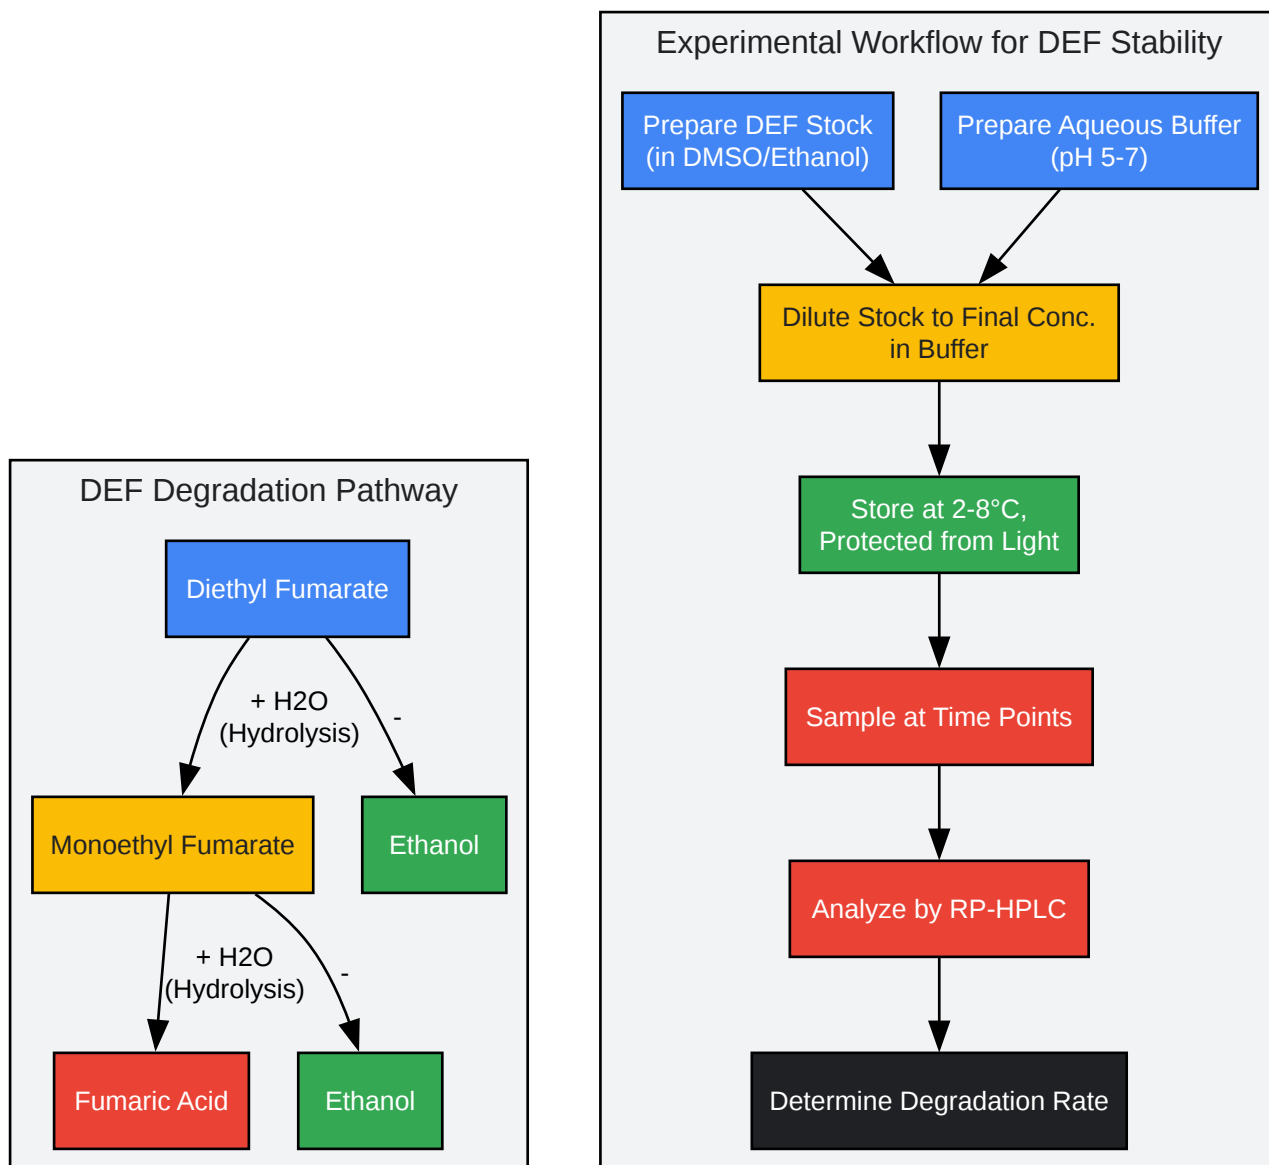 Experimental Workflow for DEF Stability
Prepare DEF Stock
(in DMSO/Ethanol)
Prepare Aqueous Buffer
(pH 5-7)
Dilute Stock to Final Conc.
in Buffer
Store at 2-8°C,
Protected from Light
Sample at Time Points
Analyze by RP-HPLC
Determine Degradation Rate
DEF Degradation Pathway
Diethyl Fumarate
+ H2O
(Hydrolysis)
-
Monoethyl Fumarate
Ethanol
+ H2O
(Hydrolysis)
-
Fumaric Acid
Ethanol